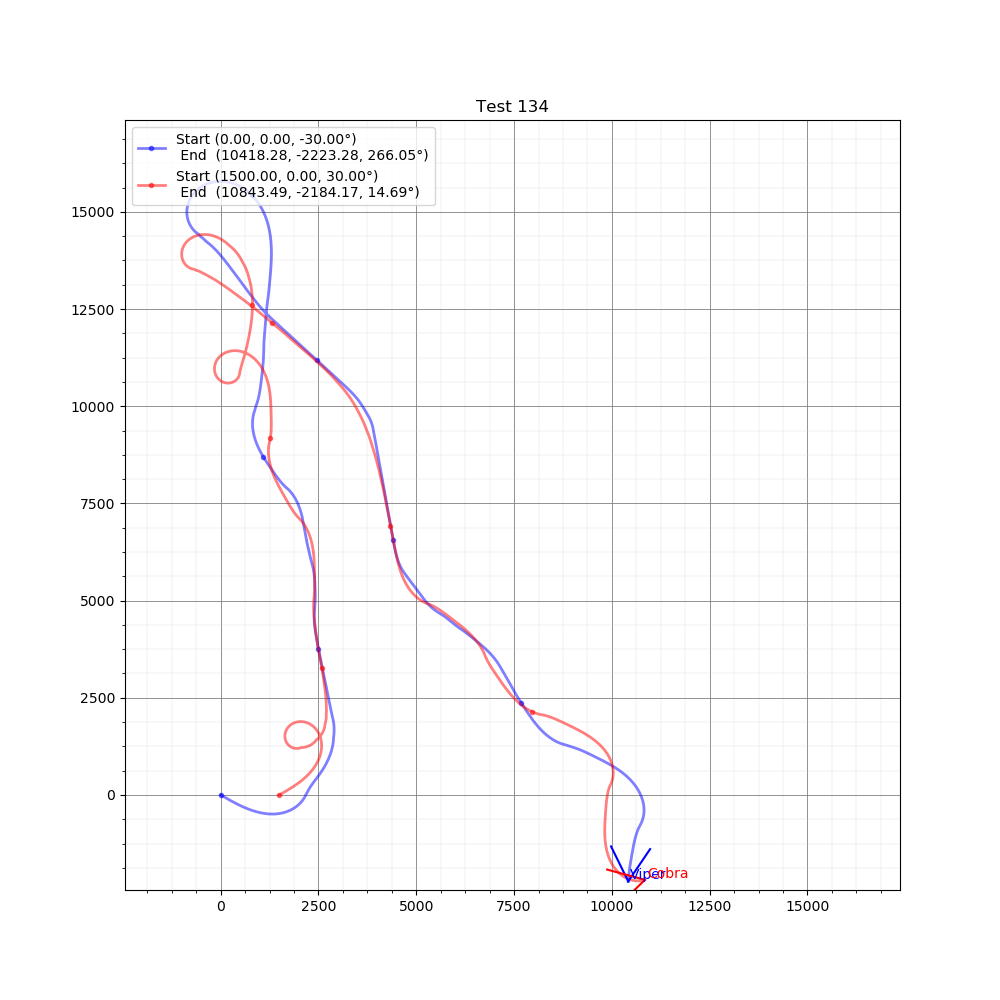 Test 134
Start (0.00, 0.00, -30.00°)
End  (10418.28, -2223.28, 266.05°)
Start (1500.00, 0.00, 30.00°)
End  (10843.49, -2184.17, 14.69°)
15000
12500
10000
7500
5000
2500
0
Viper
Cobra
0
2500
5000
7500
10000
12500
15000